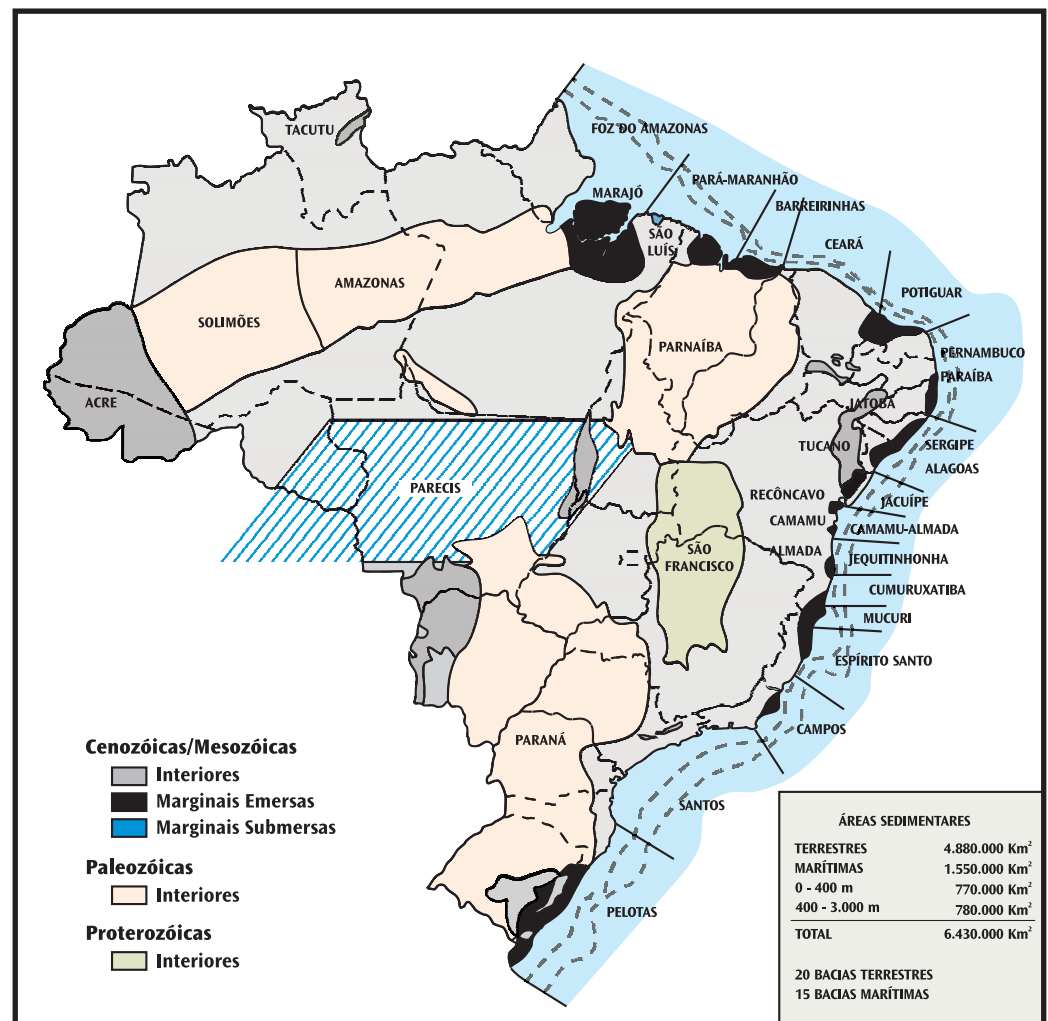 TACUTU
FOZ DO AMAZONAS
MARAJÓ
PARÁ-MARANHÃO
BARREIRINHAS
SÃO
LUÍS
CEARÁ
AMAZONAS
POTIGUAR
SOLIMÕES
PARNAÍBA
PERNAMBUCO
PARAÍBA
ACRE
JATOBÁ
TUCANO
SERGIPE
ALAGOAS
PARECIS
RECÔNCAVO
JACUÍPE
CAMAMU
CAMAMU-ALMADA
SÃO
FRANCISCO
ALMADA
JEQUITINHONHA
CUMURUXATIBA
MUCURI
ESPÍRITO SANTO
CAMPOS
PARANÁ
SANTOS
PELOTAS
Cenozóicas/Mesozóicas
Interiores
Marginais Emersas
Marginais Submersas
Paleozóicas
Interiores
Proterozóicas
Interiores
ÁREAS SEDIMENTARES
TERRESTRES 4.880.000 Km²
MARÍTIMAS 1.550.000 Km²
0 - 400 m 770.000 Km²
400 - 3.000 m 780.000 Km²
TOTAL 6.430.000 Km²
20 BACIAS TERRESTRES
15 BACIAS MARÍTIMAS